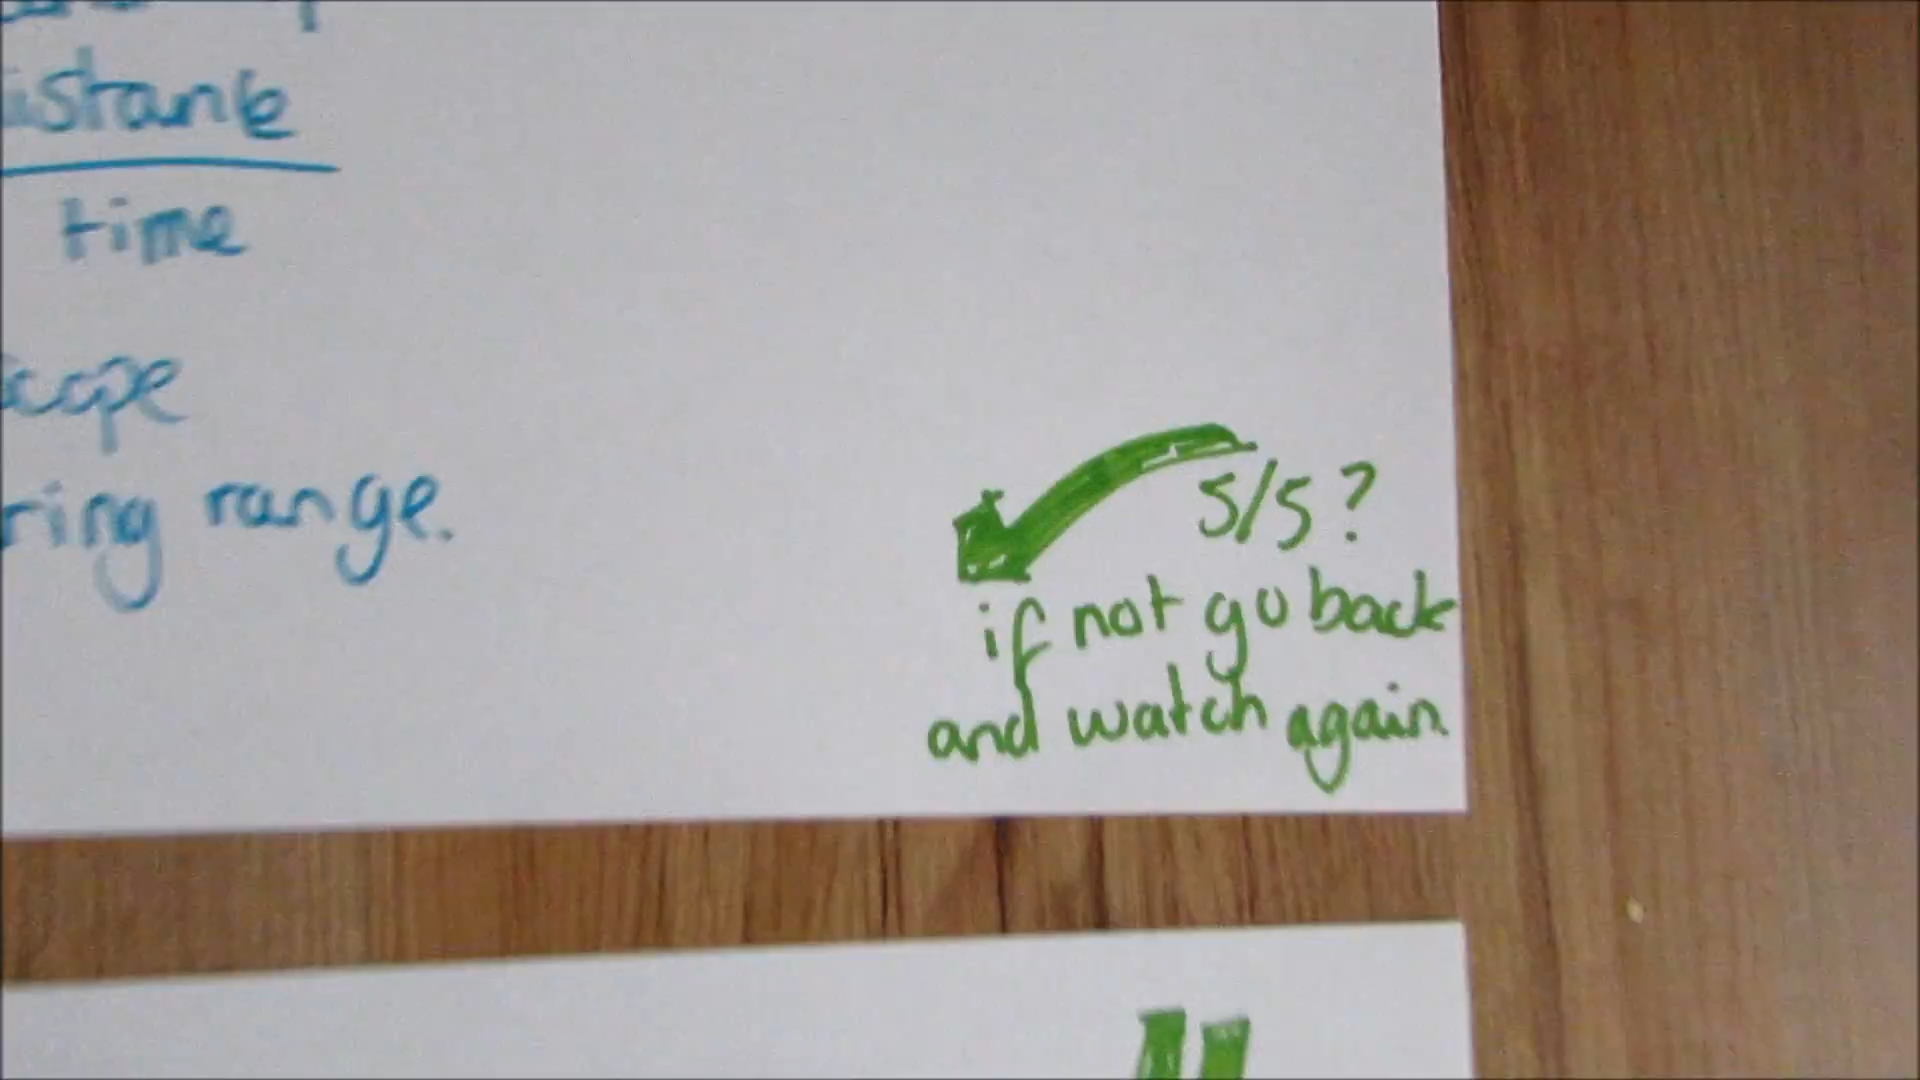 istance
time
cope
ring range.
5/5?
if not go back
and watch again